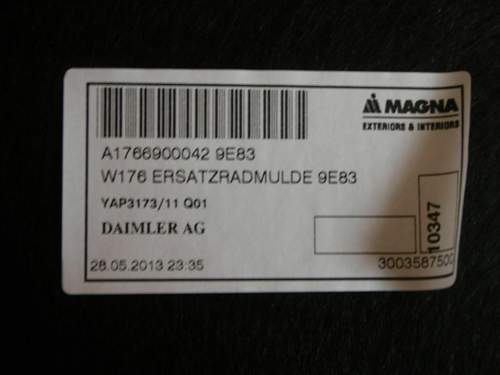 MAGNA
EXTERIORS & INTERIORS
A1766900042 9E83
W176 ERSATZRADMULDE 9E83
YAP3173/11 Q01
DAIMLER AG
10347
28.05.2013 23:35
3003587500